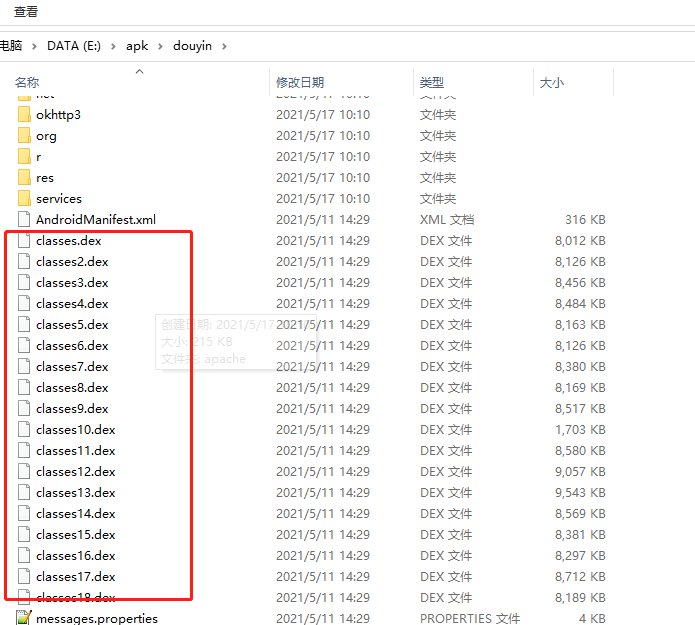 查看
电脑 › DATA (E:) › apk › douyin ›
名称 修改日期 类型 大小
net 2021/5/17 10:10 文件夹
okhttp3 2021/5/17 10:10 文件夹
org 2021/5/17 10:10 文件夹
r 2021/5/17 10:10 文件夹
res 2021/5/17 10:10 文件夹
services 2021/5/17 10:10 文件夹
AndroidManifest.xml 2021/5/11 14:29 XML 文档 316 KB
classes.dex 2021/5/11 14:29 DEX 文件 8,012 KB
classes2.dex 2021/5/11 14:29 DEX 文件 8,126 KB
classes3.dex 2021/5/11 14:29 DEX 文件 8,456 KB
classes4.dex 2021/5/11 14:29 DEX 文件 8,484 KB
classes5.dex 2021/5/11 14:29 DEX 文件 8,163 KB
创建日期: 2021/5/17
classes6.dex 2021/5/11 14:29 DEX 文件 8,126 KB
大小: 215 KB
classes7.dex 2021/5/11 14:29 DEX 文件 8,380 KB
文件夹: apache
classes8.dex 2021/5/11 14:29 DEX 文件 8,169 KB
classes9.dex 2021/5/11 14:29 DEX 文件 8,517 KB
classes10.dex 2021/5/11 14:29 DEX 文件 1,703 KB
classes11.dex 2021/5/11 14:29 DEX 文件 8,580 KB
classes12.dex 2021/5/11 14:29 DEX 文件 9,057 KB
classes13.dex 2021/5/11 14:29 DEX 文件 9,543 KB
classes14.dex 2021/5/11 14:29 DEX 文件 8,569 KB
classes15.dex 2021/5/11 14:29 DEX 文件 8,381 KB
classes16.dex 2021/5/11 14:29 DEX 文件 8,297 KB
classes17.dex 2021/5/11 14:29 DEX 文件 8,712 KB
classes18.dex 2021/5/11 14:29 DEX 文件 8,189 KB
messages.properties 2021/5/11 14:29 PROPERTIES 文件 4 KB